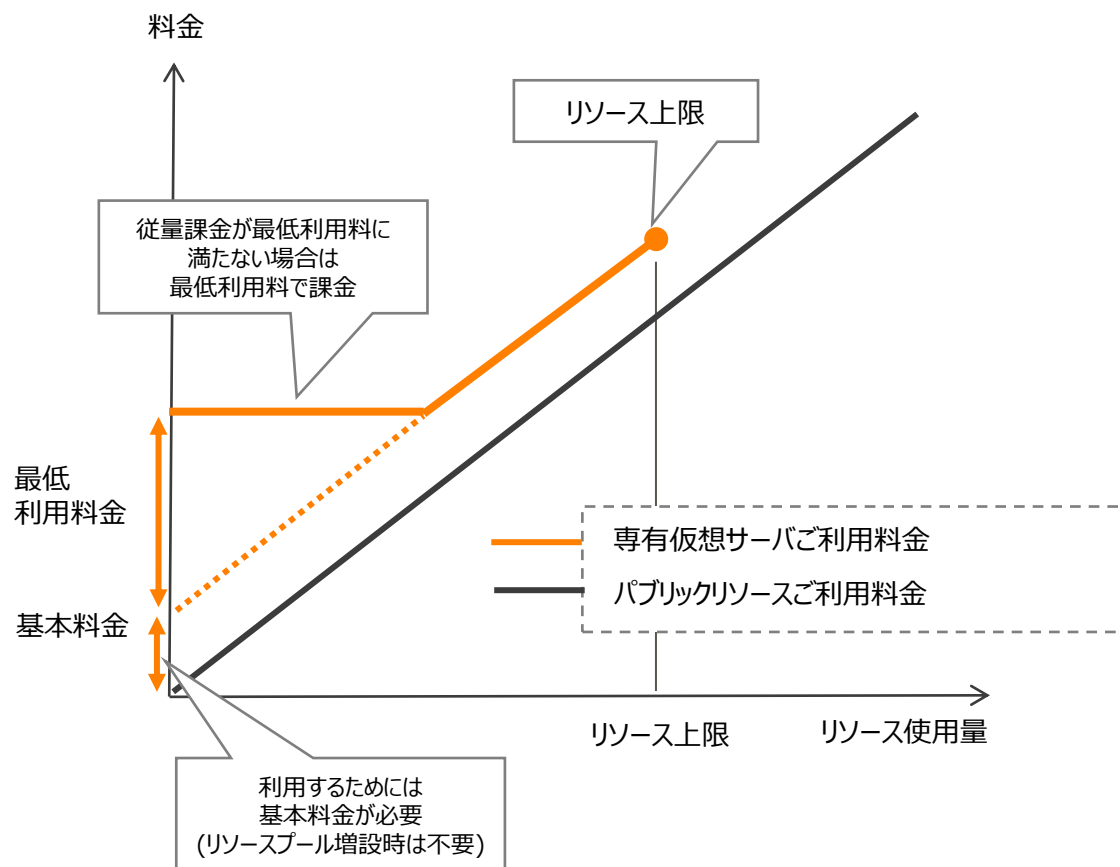 料金
リソース上限
従量課金が最低利用料に
満たない場合は
最低利用料で課金
最低
利用料金
専有仮想サーバご利用料金
パブリックリソースご利用料金
基本料金
リソース上限
リソース使用量
利用するためには
基本料金が必要
(リソースプール増設時は不要)